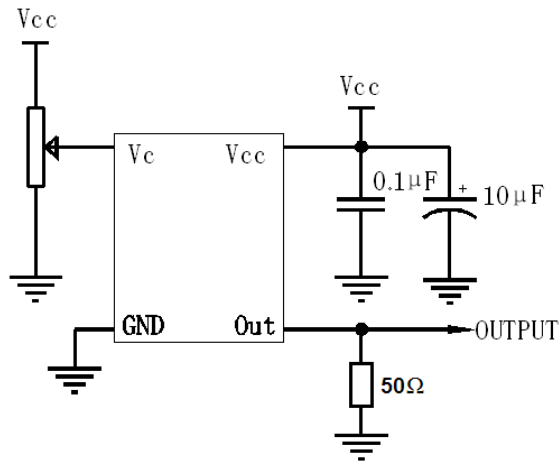 Vcc
Vcc
Vc
Vcc
0.1μF
+
10μF
GND
Out
OUTPUT
50Ω